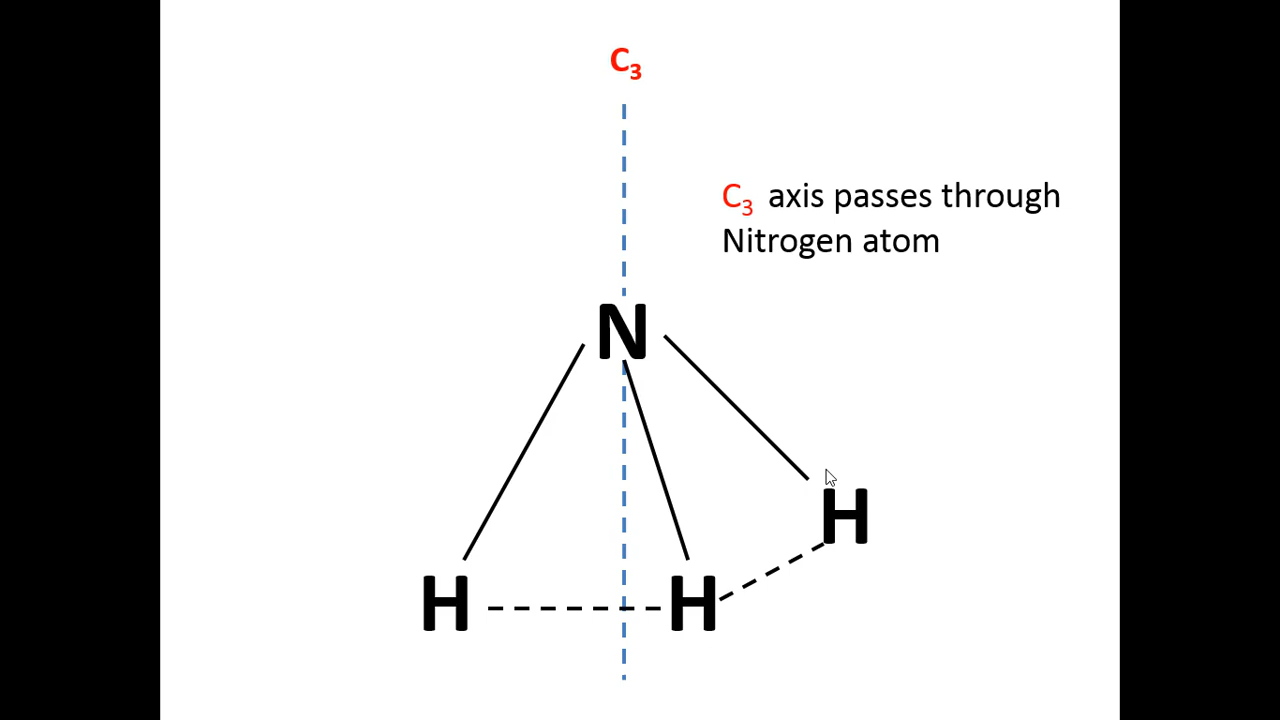 C₃
C₃ axis passes through
Nitrogen atom
N
H
H H